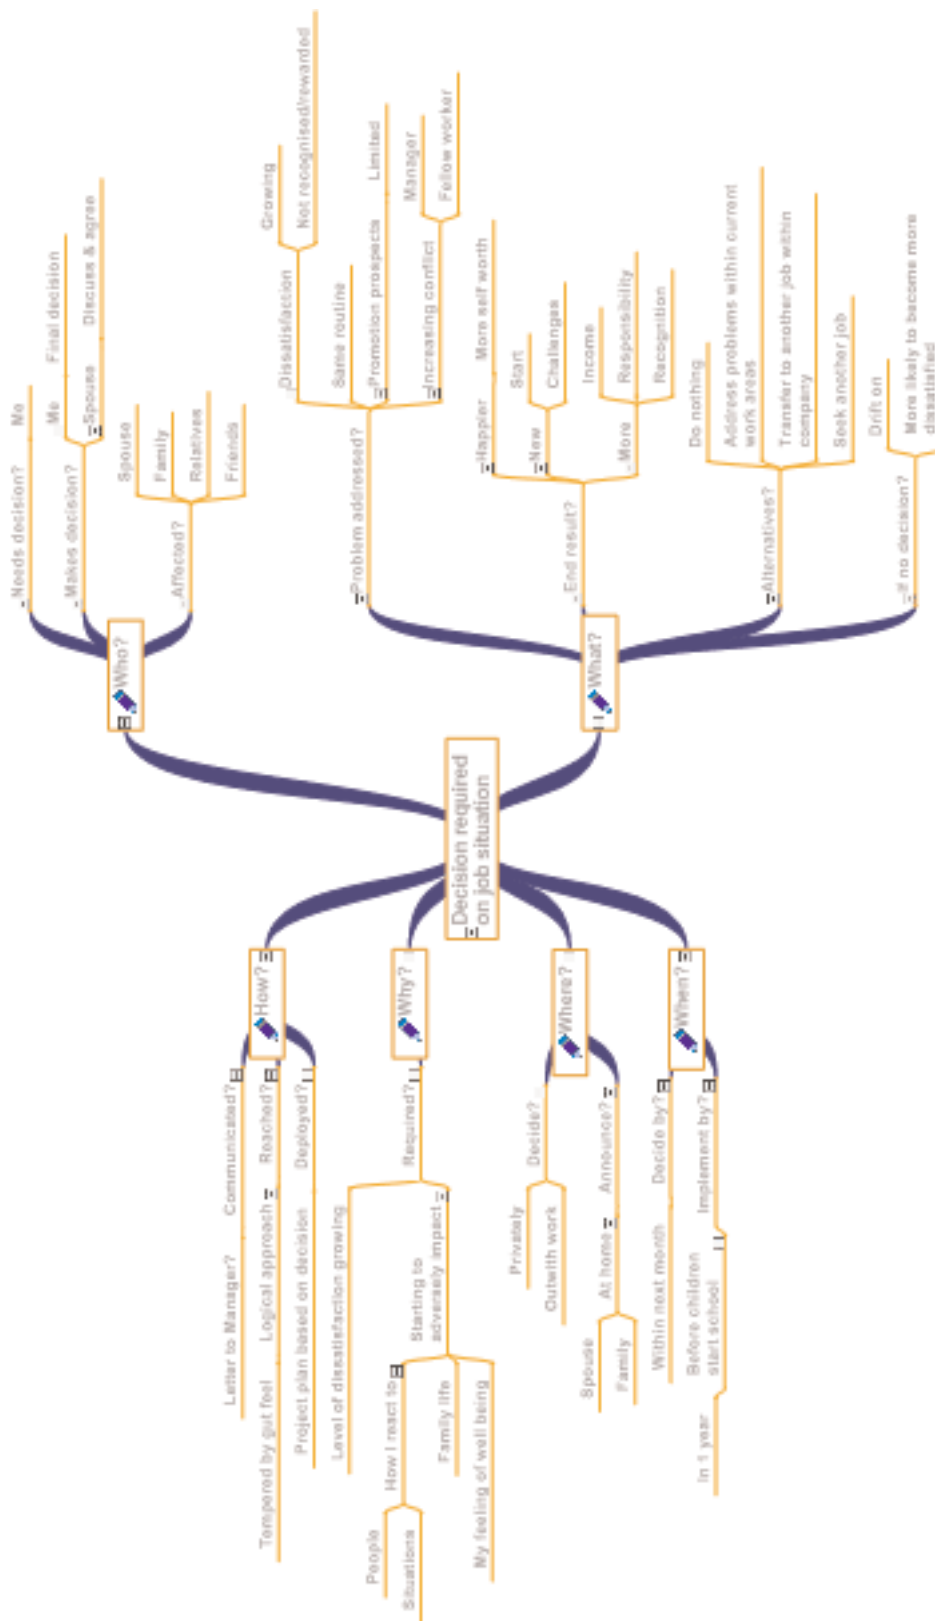 Decision required
on job situation
Who?
Needs decision?
Me
Makes decision?
Me
Final decision
Spouse
Discuss & agree
Affected?
Spouse
Family
Relatives
Friends
What?
Problem addressed?
Dissatisfaction
Growing
Not recognised/rewarded
Same routine
Promotion prospects
Limited
Increasing conflict
Manager
Fellow worker
End result?
Happier
More self worth
New
Start
Challenges
More
Income
Responsibility
Recognition
Alternatives?
Do nothing
Address problems within current
work areas
Transfer to another job within
company
Seek another job
If no decision?
Drift on
More likely to become more
dissatisfied
How?
Communicated?
Letter to Manager?
Reached?
Logical approach
Tempered by gut feel
Deployed?
Project plan based on decision
Why?
Required?
Level of dissatisfaction growing
Starting to
adversely impact
How I react to
People
Situations
Family life
My feeling of well being
Where?
Decide?
Privately
Outwith work
Announce?
At home
Spouse
Family
When?
Decide by?
Within next month
Implement by?
Before children
start school
In 1 year